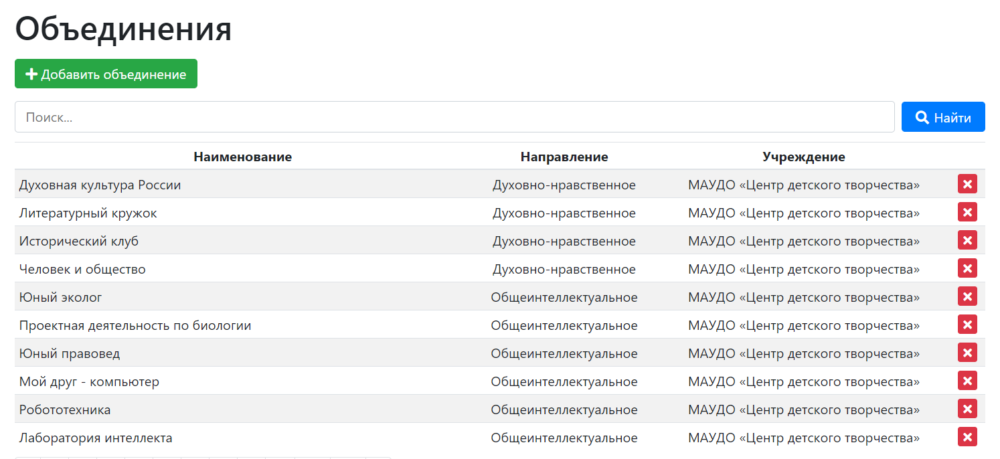 Объединения
Добавить объединение
Поиск... Найти
Наименование Направление Учреждение
Духовная культура России Духовно-нравственное МАУДО «Центр детского творчества»
Литературный кружок Духовно-нравственное МАУДО «Центр детского творчества»
Исторический клуб Духовно-нравственное МАУДО «Центр детского творчества»
Человек и общество Духовно-нравственное МАУДО «Центр детского творчества»
Юный эколог Общеинтеллектуальное МАУДО «Центр детского творчества»
Проектная деятельность по биологии Общеинтеллектуальное МАУДО «Центр детского творчества»
Юный правовед Общеинтеллектуальное МАУДО «Центр детского творчества»
Мой друг - компьютер Общеинтеллектуальное МАУДО «Центр детского творчества»
Робототехника Общеинтеллектуальное МАУДО «Центр детского творчества»
Лаборатория интеллекта Общеинтеллектуальное МАУДО «Центр детского творчества»